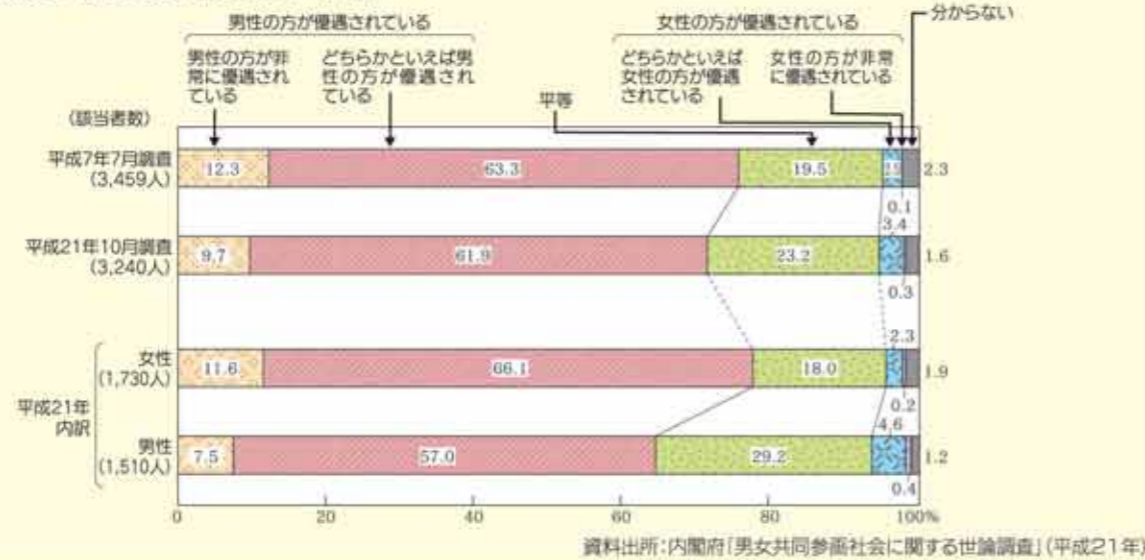 男性の方が優遇されている
女性の方が優遇されている
分からない
男性の方が非
常に優遇され
ている
どちらかといえば男
性の方が優遇され
ている
平等
どちらかといえば
女性の方が優遇
されている
女性の方が非常
に優遇されている
(該当者数)
平成7年7月調査
(3,459人)
12.3
63.3
19.5
2.3
0.1
3.4
平成21年10月調査
(3,240人)
9.7
61.9
23.2
1.6
0.3
2.3
平成21年
内訳
女性
(1,730人)
11.6
66.1
18.0
1.9
0.2
4.6
男性
(1,510人)
7.5
57.0
29.2
1.2
0.4
0
20
40
60
80
100%
資料出所:内閣府「男女共同参画社会に関する世論調査」(平成21年)